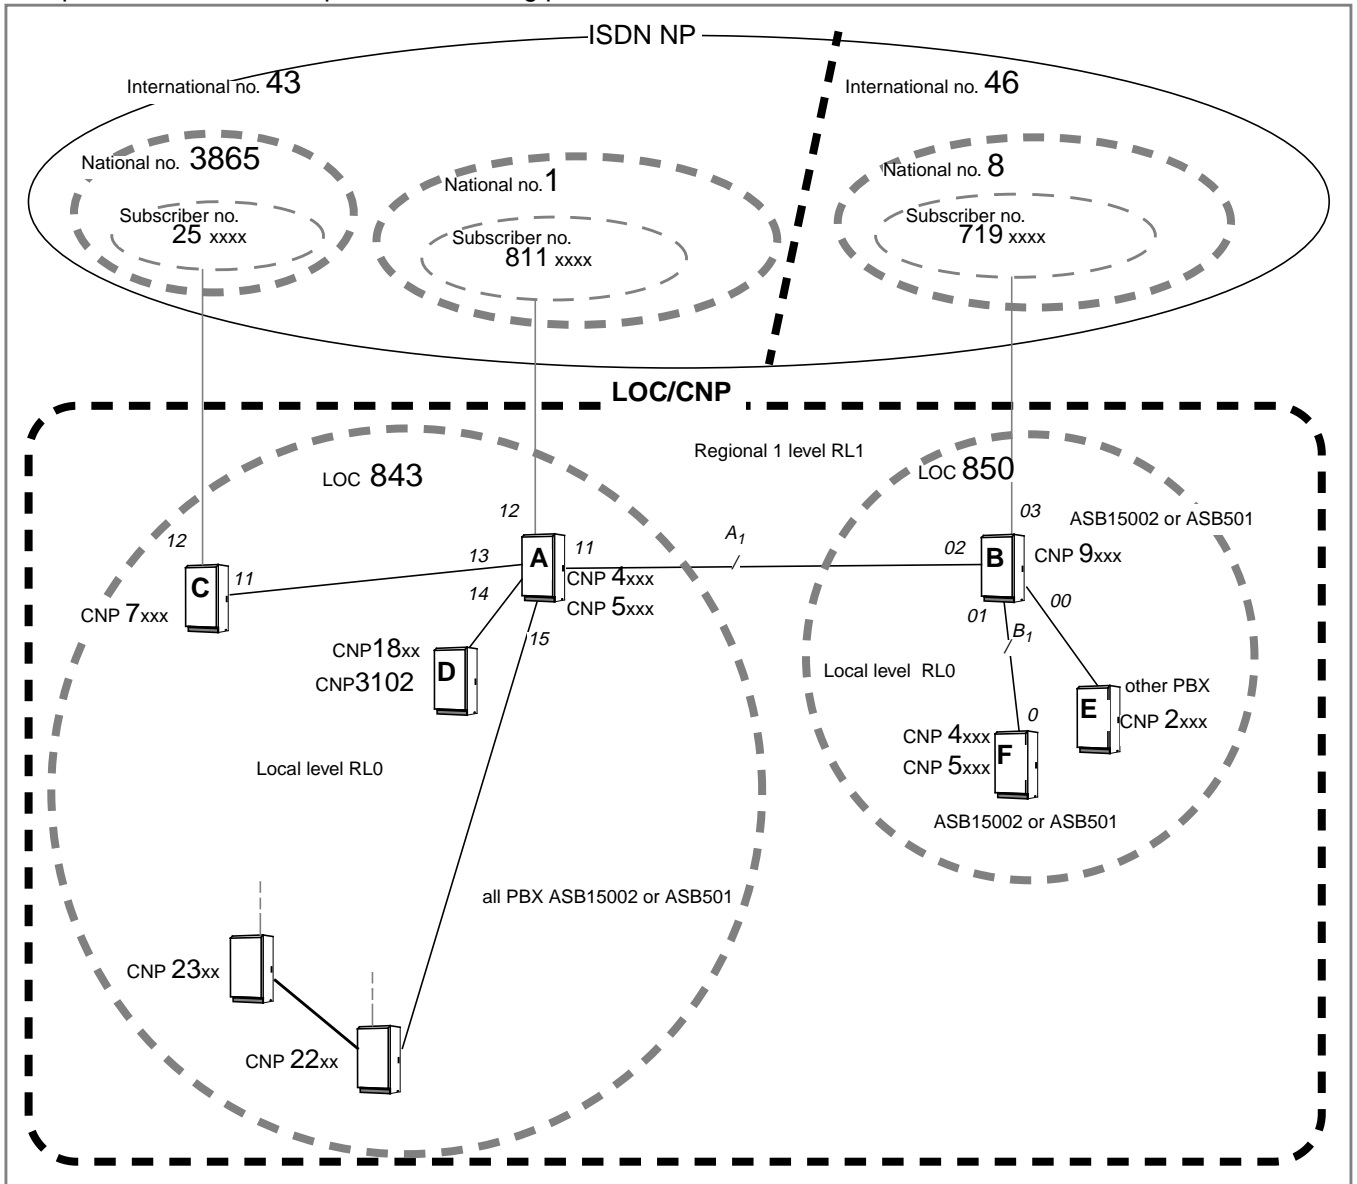 ISDN NP
International no. 43
International no. 46
National no. 3865
National no. 1
National no. 8
Subscriber no.
25 xxxx
Subscriber no.
811 xxxx
Subscriber no.
719 xxxx
LOC/CNP
Regional 1 level RL1
LOC 843
LOC 850
12
12
03
ASB15002 or ASB501
C
11
CNP 7xxx
13
A
11
CNP 4xxx
CNP 5xxx
14
15
A1
02
B
CNP 9xxx
01
00
B1
CNP18xx
CNP3102
D
Local level RL0
other PBX
E
CNP 2xxx
0
CNP 4xxx
CNP 5xxx
F
ASB15002 or ASB501
Local level RL0
all PBX ASB15002 or ASB501
CNP 23xx
CNP 22xx